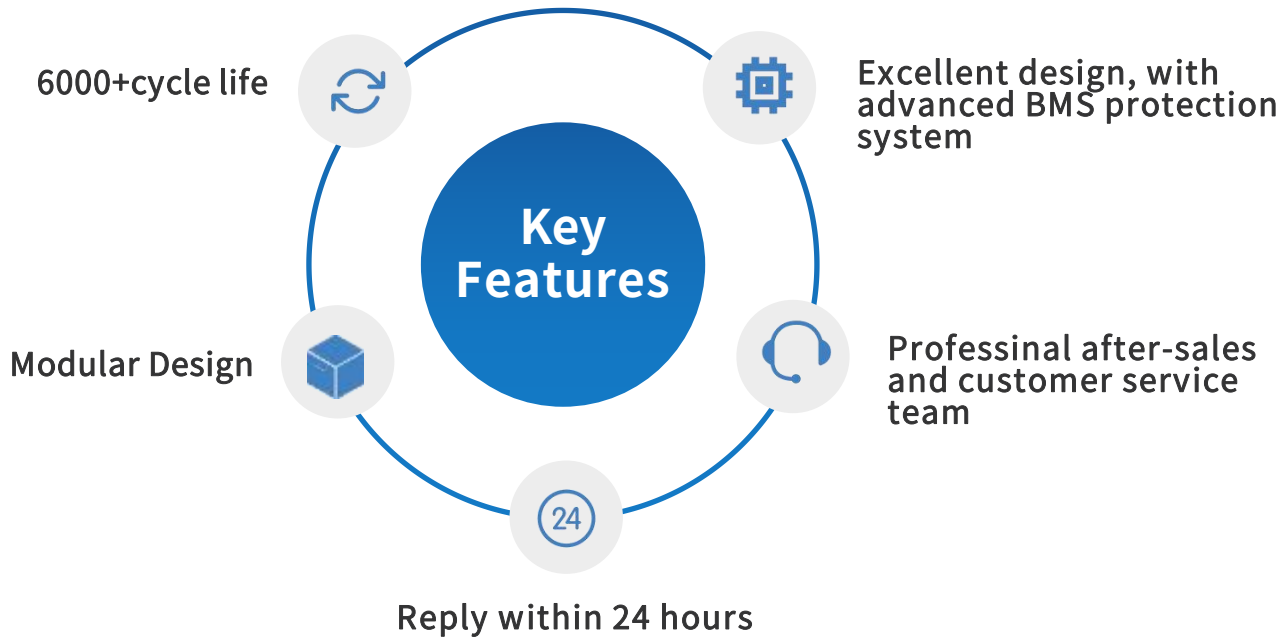 6000+cycle life
Excellent design, with
advanced BMS protection
system
Key
Features
Modular Design
Professinal after-sales
and customer service
team
24
Reply within 24 hours